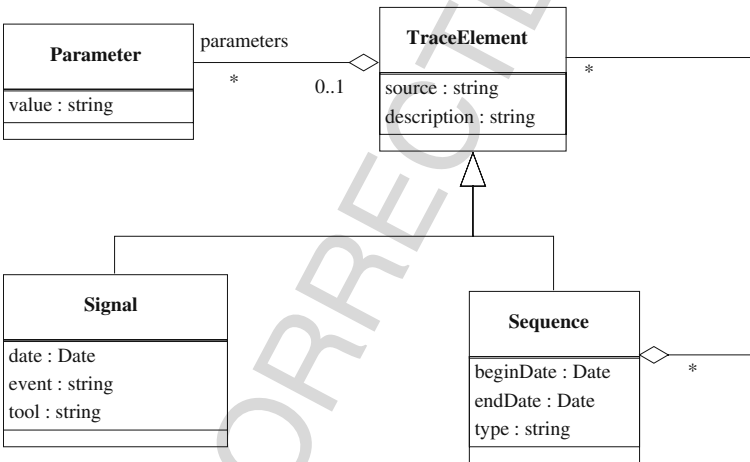 Parameter
value : string
parameters
*
0..1
TraceElement
source : string
description : string
*
Signal
date : Date
event : string
tool : string
Sequence
beginDate : Date
endDate : Date
type : string
*
ORRECTE